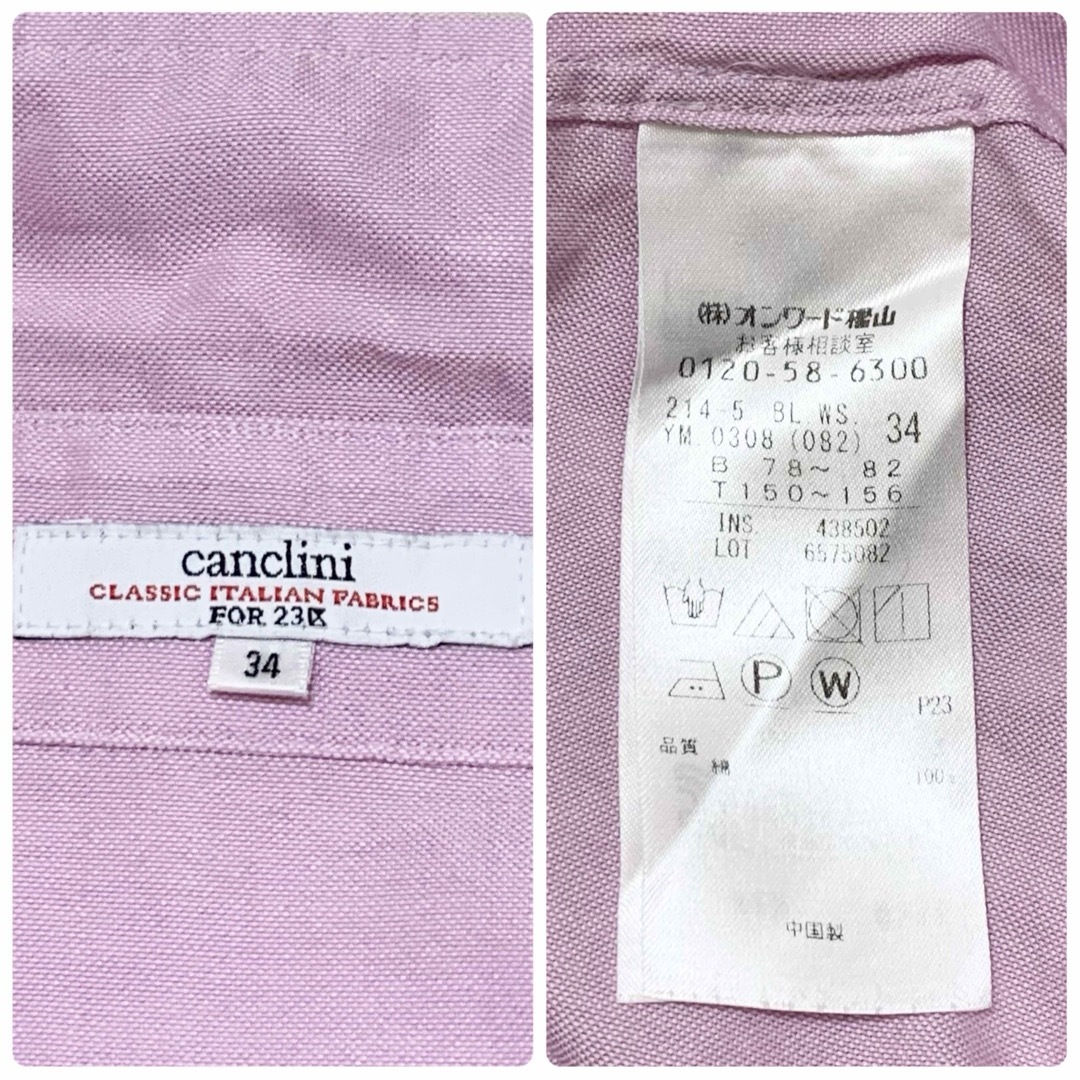 canclini
CLASSIC ITALIAN FABRICS
FOR 23区
34
(株)オンワード樫山
お客様相談室
0120-58-6300
214-5 BL.WS. 34
YM 0308 (082)
B 78～ 82
T 150～156
INS. 438502
LOT 6575082
P W
P23
品質
綿 100%
中国製